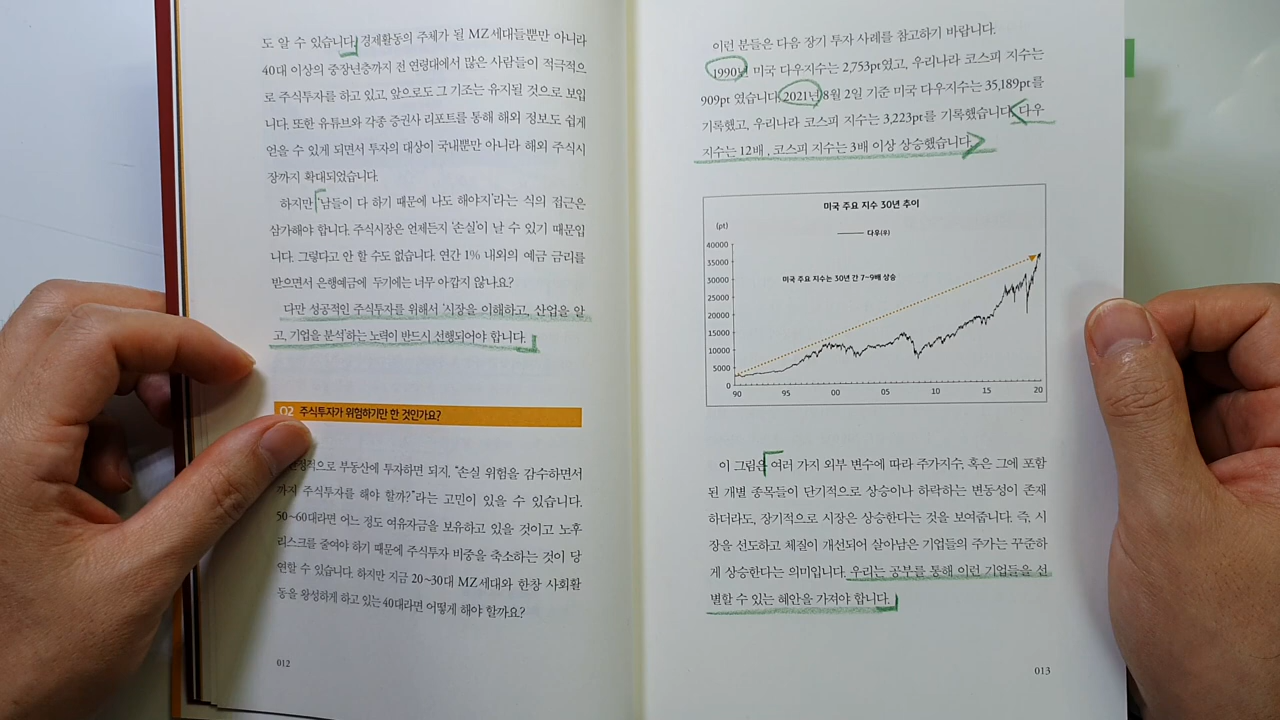 도 알 수 있습니다. 경제활동의 주체가 될 MZ세대들뿐만 아니라
40대 이상의 중장년층까지 전 연령대에서 많은 사람들이 적극적으
로 주식투자를 하고 있고, 앞으로도 그 기조는 유지될 것으로 보입
니다. 또한 유튜브와 각종 증권사 리포트를 통해 해외 정보도 쉽게
얻을 수 있게 되면서 투자의 대상이 국내뿐만 아니라 해외 주식시
장까지 확대되었습니다.
하지만 '남들이 다 하기 때문에 나도 해야지'라는 식의 접근은
삼가해야 합니다. 주식시장은 언제든지 '손실'이 날 수 있기 때문입
니다. 그렇다고 안 할 수도 없습니다. 연간 1% 내외의 예금 금리를
받으면서 은행예금에 두기에는 너무 아깝지 않나요?
다만 성공적인 주식투자를 위해서 '시장을 이해하고, 산업을 알
고, 기업을 분석'하는 노력이 반드시 선행되어야 합니다.
Q2 주식투자가 위험하기만 한 것인가요?
으로 부동산에 투자하면 되지, "손실 위험을 감수하면서
까지 주식투자를 해야 할까?"라는 고민이 있을 수 있습니다.
50~60대라면 어느 정도 여유자금을 보유하고 있을 것이고 노후
리스크를 줄여야 하기 때문에 주식투자 비중을 축소하는 것이 당
연할 수 있습니다. 하지만 지금 20~30대 MZ세대와 한창 사회활
동을 왕성하게 하고 있는 40대라면 어떻게 해야 할까요?
012
이런 분들은 다음 장기 투자 사례를 참고하기 바랍니다.
1990년 미국 다우지수는 2,753pt였고, 우리나라 코스피 지수는
909pt 였습니다. 2021년 8월 2일 기준 미국 다우지수는 35,189pt를
기록했고, 우리나라 코스피 지수는 3,223pt를 기록했습니다. 다우
지수는 12배, 코스피 지수는 3배 이상 상승했습니다.
미국 주요 지수 30년 추이
(pt)
다우(우)
미국 주요 지수는 30년 간 7~9배 상승
40000
35000
30000
25000
20000
15000
10000
5000
0
90 95 00 05 10 15 20
이 그림은 여러 가지 외부 변수에 따라 주가지수, 혹은 그에 포함
된 개별 종목들이 단기적으로 상승이나 하락하는 변동성이 존재
하더라도, 장기적으로 시장은 상승한다는 것을 보여줍니다. 즉, 시
장을 선도하고 체질이 개선되어 살아남은 기업들의 주가는 꾸준하
게 상승한다는 의미입니다. 우리는 공부를 통해 이런 기업들을 선
별할 수 있는 혜안을 가져야 합니다.
013